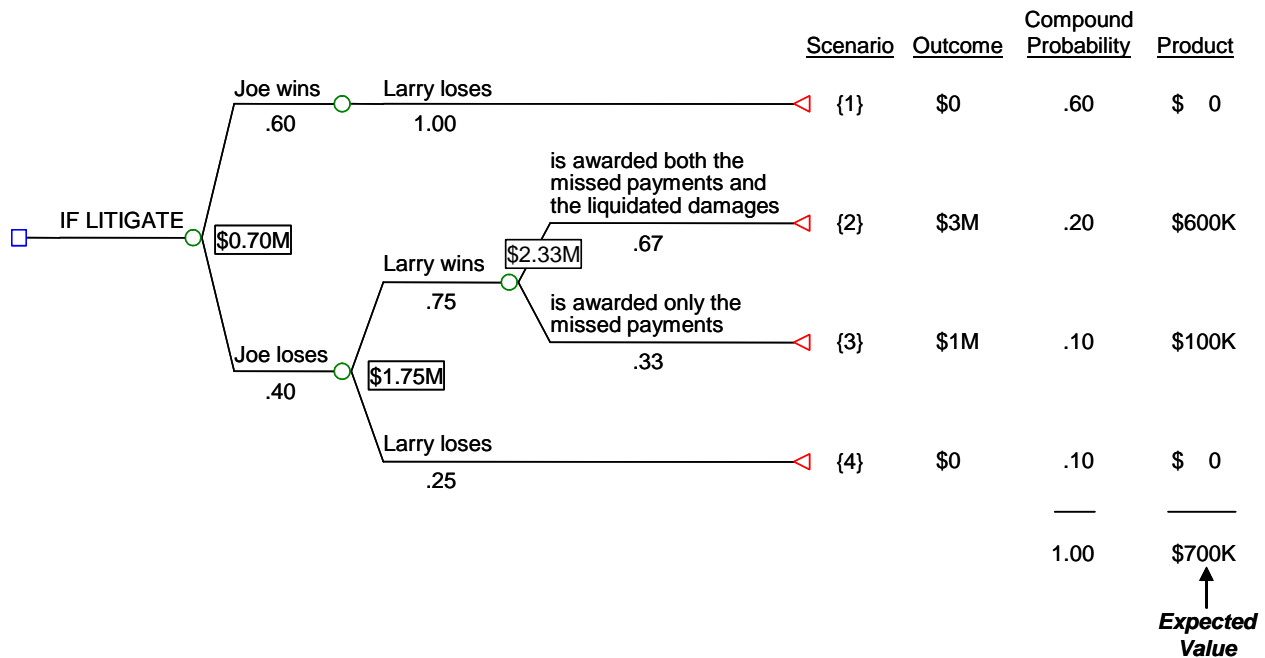 Compound
Scenario Outcome Probability Product
Joe wins Larry loses
{1} $0 .60 $ 0
.60 1.00
is awarded both the
missed payments and
the liquidated damages
IF LITIGATE
{2} $3M .20 $600K
$0.70M
.67
$2.33M
Larry wins
.75
is awarded only the
missed payments
{3} $1M .10 $100K
Joe loses
.33
$1.75M
.40
Larry loses
{4} $0 .10 $ 0
.25
1.00 $700K
Expected
Value